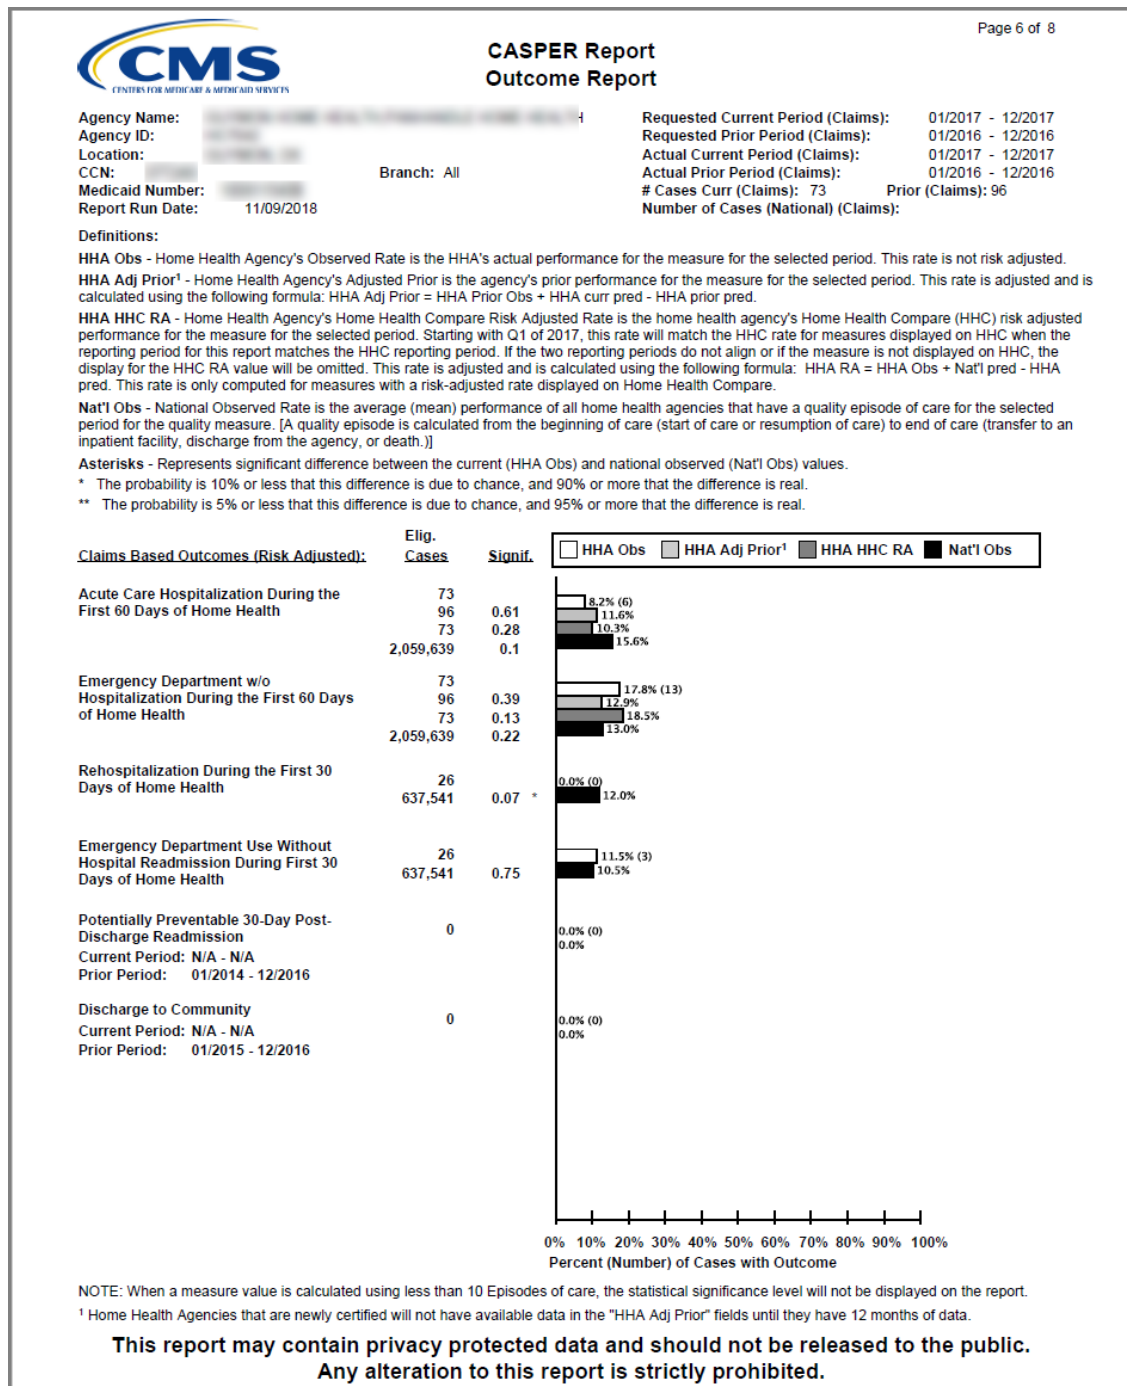 Page 6 of 8
CMS
CENTERS FOR MEDICARE & MEDICAID SERVICES
CASPER Report
Outcome Report
Agency Name:
Agency ID:
Location:
CCN: Branch: All
Medicaid Number:
Report Run Date: 11/09/2018
Requested Current Period (Claims): 01/2017 - 12/2017
Requested Prior Period (Claims): 01/2016 - 12/2016
Actual Current Period (Claims): 01/2017 - 12/2017
Actual Prior Period (Claims): 01/2016 - 12/2016
# Cases Curr (Claims): 73 Prior (Claims): 96
Number of Cases (National) (Claims):
Definitions:
HHA Obs - Home Health Agency's Observed Rate is the HHA's actual performance for the measure for the selected period. This rate is not risk adjusted.
HHA Adj Prior¹ - Home Health Agency's Adjusted Prior is the agency's prior performance for the measure for the selected period. This rate is adjusted and is
calculated using the following formula: HHA Adj Prior = HHA Prior Obs + HHA curr pred - HHA prior pred.
HHA HHC RA - Home Health Agency's Home Health Compare Risk Adjusted Rate is the home health agency's Home Health Compare (HHC) risk adjusted
performance for the measure for the selected period. Starting with Q1 of 2017, this rate will match the HHC rate for measures displayed on HHC when the
reporting period for this report matches the HHC reporting period. If the two reporting periods do not align or if the measure is not displayed on HHC, the
display for the HHC RA value will be omitted. This rate is adjusted and is calculated using the following formula: HHA RA = HHA Obs + Nat'l pred - HHA
pred. This rate is only computed for measures with a risk-adjusted rate displayed on Home Health Compare.
Nat'l Obs - National Observed Rate is the average (mean) performance of all home health agencies that have a quality episode of care for the selected
period for the quality measure. [A quality episode is calculated from the beginning of care (start of care or resumption of care) to end of care (transfer to an
inpatient facility, discharge from the agency, or death.)]
Asterisks - Represents significant difference between the current (HHA Obs) and national observed (Nat'l Obs) values.
* The probability is 10% or less that this difference is due to chance, and 90% or more that the difference is real.
** The probability is 5% or less that this difference is due to chance, and 95% or more that the difference is real.
Claims Based Outcomes (Risk Adjusted): Elig. Cases Signif.
HHA Obs HHA Adj Prior¹ HHA HHC RA Nat'l Obs
Acute Care Hospitalization During the
First 60 Days of Home Health
73 8.2% (6)
96 0.61 11.6%
73 0.28 10.3%
2,059,639 0.1 15.6%
Emergency Department w/o
Hospitalization During the First 60 Days
of Home Health
73 17.8% (13)
96 0.39 12.9%
73 0.13 18.5%
2,059,639 0.22 13.0%
Rehospitalization During the First 30
Days of Home Health
26 0.0% (0)
637,541 0.07 * 12.0%
Emergency Department Use Without
Hospital Readmission During First 30
Days of Home Health
26 11.5% (3)
637,541 0.75 10.5%
Potentially Preventable 30-Day Post-
Discharge Readmission
0 0.0% (0)
0.0%
Current Period: N/A - N/A
Prior Period: 01/2014 - 12/2016
Discharge to Community
0 0.0% (0)
0.0%
Current Period: N/A - N/A
Prior Period: 01/2015 - 12/2016
0% 10% 20% 30% 40% 50% 60% 70% 80% 90% 100%
Percent (Number) of Cases with Outcome
NOTE: When a measure value is calculated using less than 10 Episodes of care, the statistical significance level will not be displayed on the report.
¹ Home Health Agencies that are newly certified will not have available data in the "HHA Adj Prior" fields until they have 12 months of data.
This report may contain privacy protected data and should not be released to the public.
Any alteration to this report is strictly prohibited.